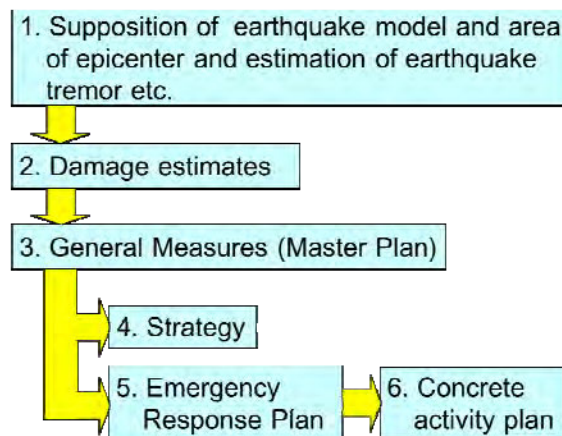 1. Supposition of earthquake model and area
of epicenter and estimation of earthquake
tremor etc.
2. Damage estimates
3. General Measures (Master Plan)
4. Strategy
5. Emergency
Response Plan
6. Concrete
activity plan